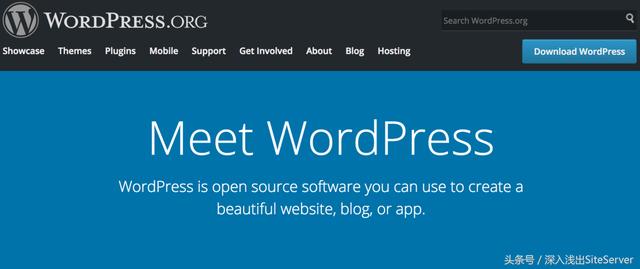 WORDPRESS.ORG
Search WordPress.org
Showcase Themes Plugins Mobile Support Get Involved About Blog Hosting
Download WordPress
Meet WordPress
WordPress is open source software you can use to create a
beautiful website, blog, or app.
头条号 / 深入浅出SiteServer